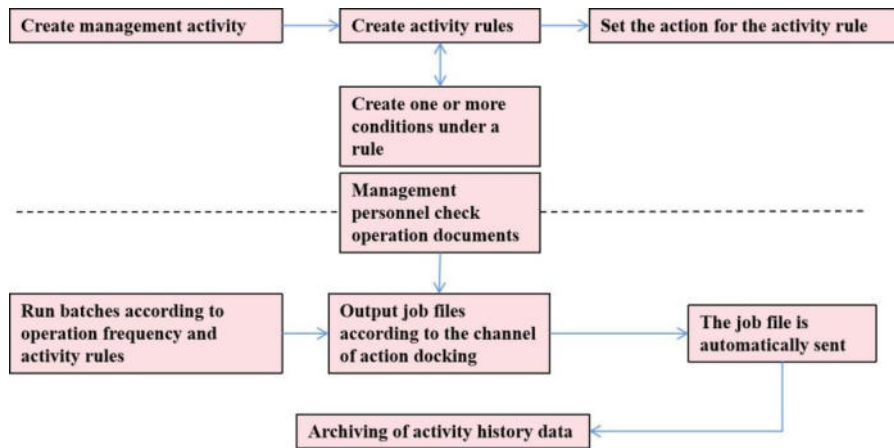 Create management activity
Create activity rules
Set the action for the activity rule
Create one or more
conditions under a
rule
Management
personnel check
operation documents
Run batches according to
operation frequency and
activity rules
Output job files
according to the channel
of action docking
The job file is
automatically sent
Archiving of activity history data